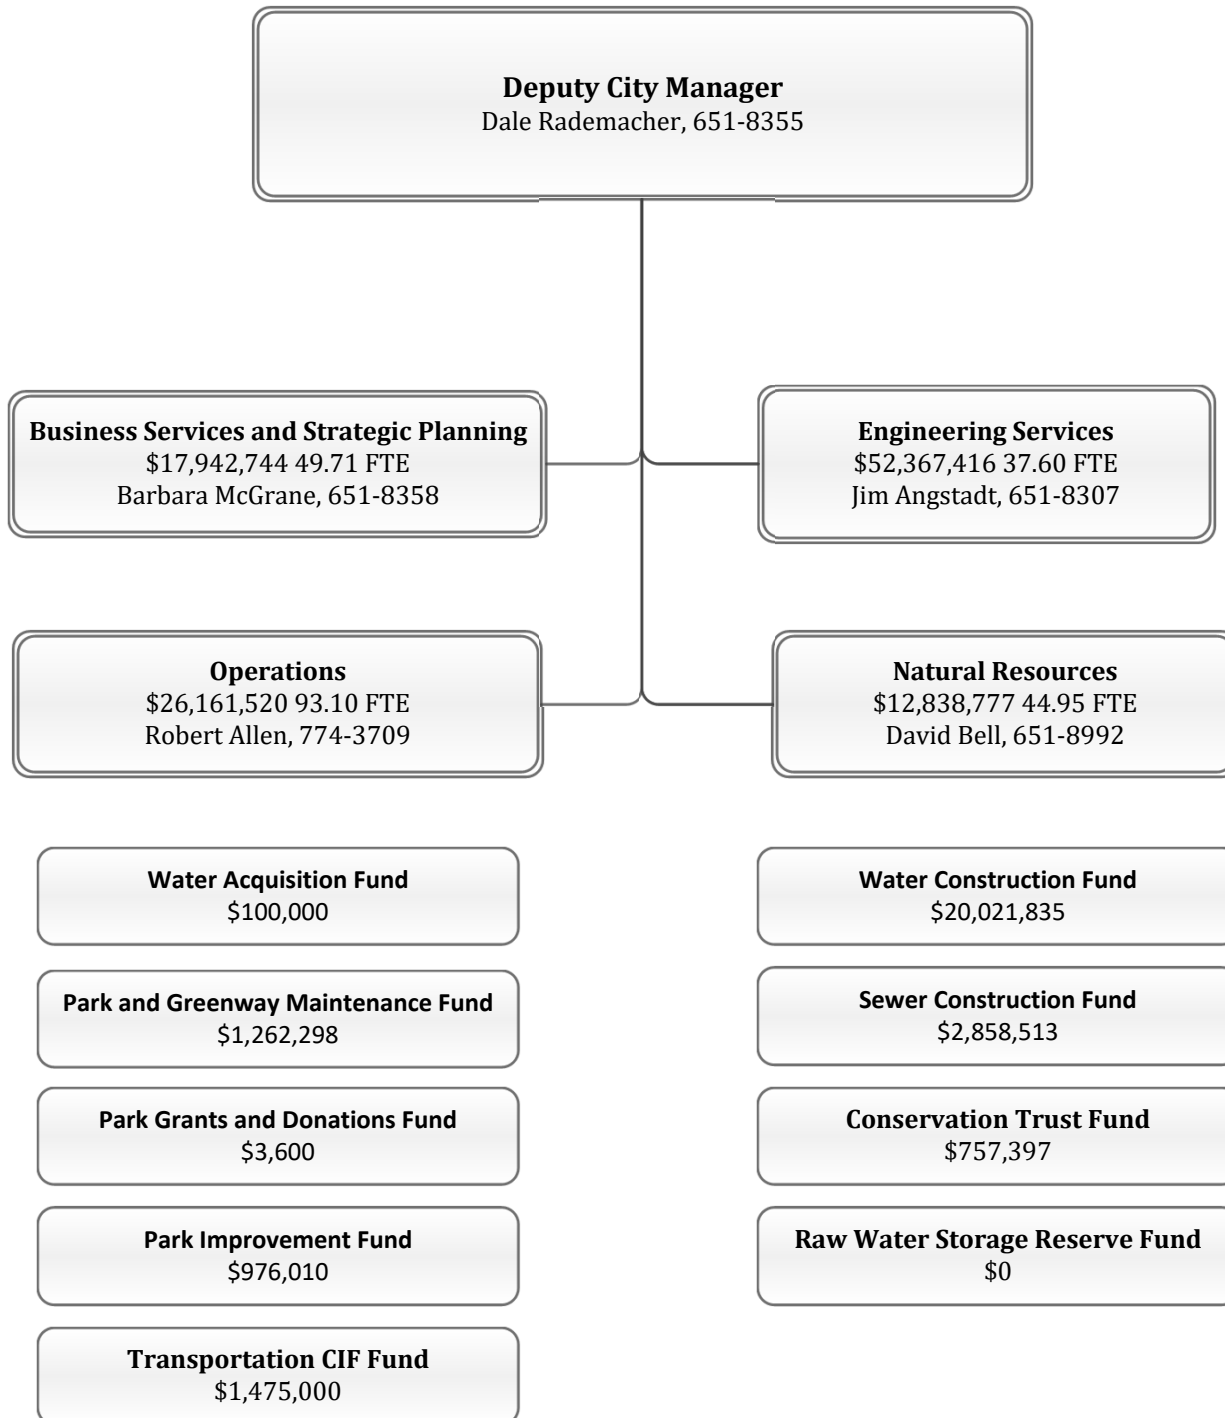 Deputy City Manager
Dale Rademacher, 651-8355
Business Services and Strategic Planning
$17,942,744 49.71 FTE
Barbara McGrane, 651-8358
Engineering Services
$52,367,416 37.60 FTE
Jim Angstadt, 651-8307
Operations
$26,161,520 93.10 FTE
Robert Allen, 774-3709
Natural Resources
$12,838,777 44.95 FTE
David Bell, 651-8992
Water Acquisition Fund
$100,000
Water Construction Fund
$20,021,835
Park and Greenway Maintenance Fund
$1,262,298
Sewer Construction Fund
$2,858,513
Park Grants and Donations Fund
$3,600
Conservation Trust Fund
$757,397
Park Improvement Fund
$976,010
Raw Water Storage Reserve Fund
$0
Transportation CIF Fund
$1,475,000